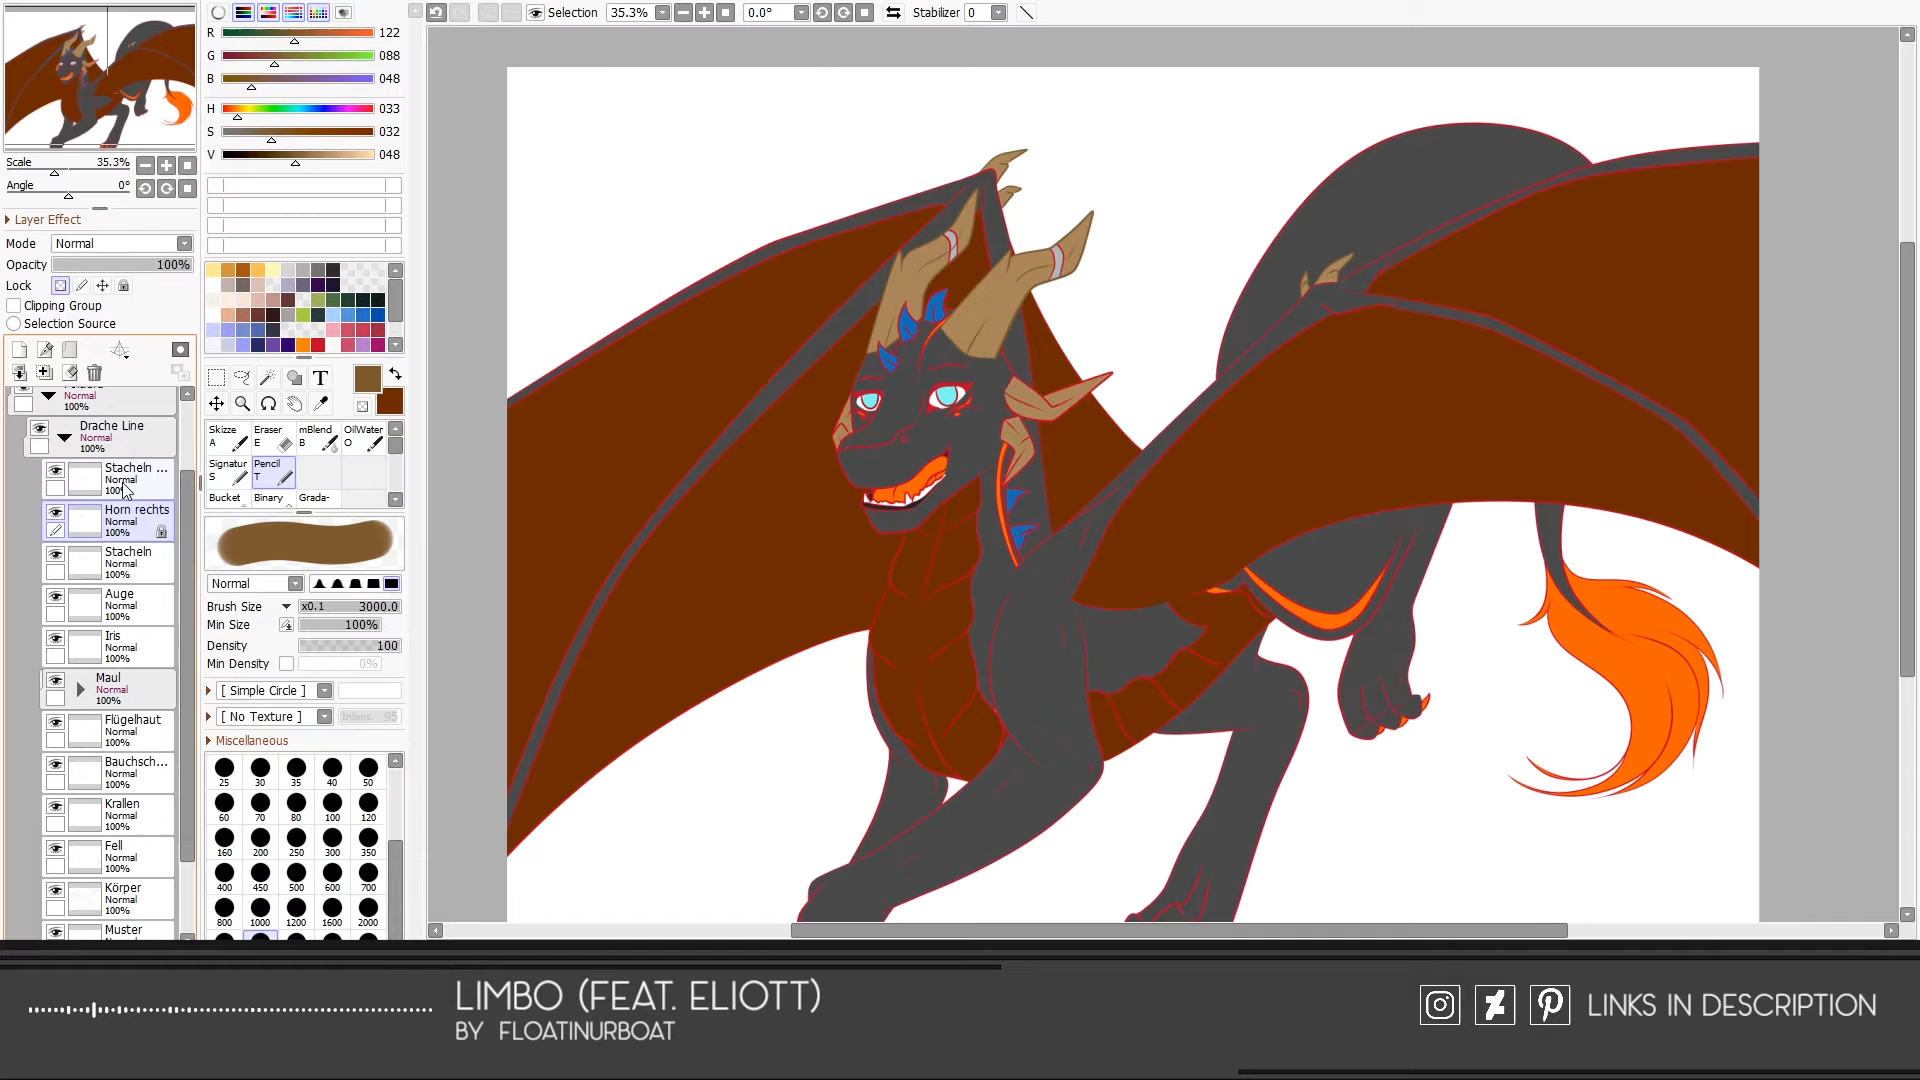 Selection 35.3% 0.0° Stabilizer 0
R 122
G 088
B 048
H 033
S 032
V 048
Scale 35.3%
Angle 0°
Layer Effect
Mode Normal
Opacity 100%
Lock
Clipping Group
Selection Source
Normal
100%
Drache Line
Normal
100%
Stacheln ...
Normal
100%
Horn rechts
Normal
100%
Stacheln
Normal
100%
Auge
Normal
100%
Iris
Normal
100%
Maul
Normal
100%
Flügelhaut
Normal
100%
Bauchsch...
Normal
100%
Krallen
Normal
100%
Fell
Normal
100%
Körper
Normal
100%
Muster
T
Skizze Eraser mBlend OilWater
A E B O
Signatur Pencil
S T
Bucket Binary Grada-
Normal
Brush Size x0.1 3000.0
Min Size 100%
Density 100
Min Density 0%
[ Simple Circle ]
[ No Texture ] Intens. 95
Miscellaneous
25 30 35 40 50
60 70 80 100 120
160 200 250 300 350
400 450 500 600 700
800 1000 1200 1600 2000
LIMBO (FEAT. ELIOTT)
BY FLOATINURBOAT
LINKS IN DESCRIPTION